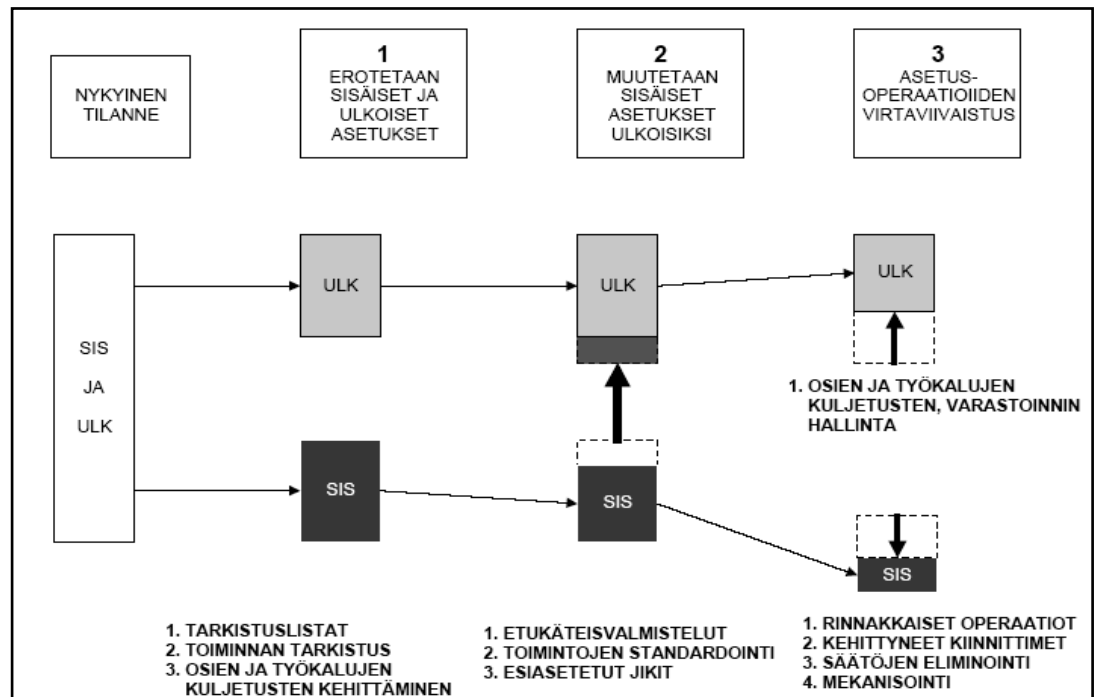 NYKYINEN
TILANNE
1
EROTETAAN
SISÄISET JA
ULKOISET
ASETUKSET
2
MUUTETAAN
SISÄISET
ASETUKSET
ULKOISIKSI
3
ASETUS-
OPERAATIOIIDEN
VIRTAVIIVAISTUS
SIS
JA
ULK
ULK
ULK
ULK
1. OSIEN JA TYÖKALUJEN
KULJETUSTEN, VARASTOINNIN
HALLINTA
SIS
SIS
SIS
1. TARKISTUSLISTAT
2. TOIMINNAN TARKISTUS
3. OSIEN JA TYÖKALUJEN
KULJETUSTEN KEHITTÄMINEN
1. ETUKÄTEISVALMISTELUT
2. TOIMINTOJEN STANDARDOINTI
3. ESIASETETUT JIKIT
1. RINNAKKAISET OPERAATIOT
2. KEHITTYNEET KIINNITTIMET
3. SÄÄTÖJEN ELIMINOINTI
4. MEKANISOINTI